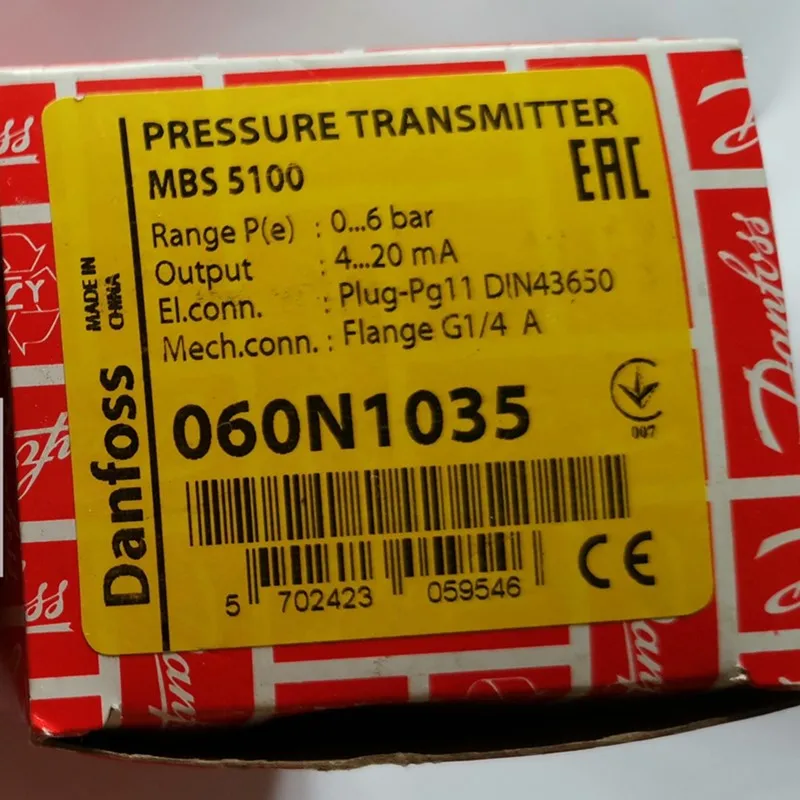 PRESSURE TRANSMITTER
MBS 5100
EAC
Range P(e) : 0...6 bar
Output : 4...20 mA
El.conn. : Plug-Pg11 DIN43650
Mech.conn. : Flange G1/4 A
MADE IN
CHINA
Danfoss
060N1035
007
5 702423 059546
CE
Danfoss